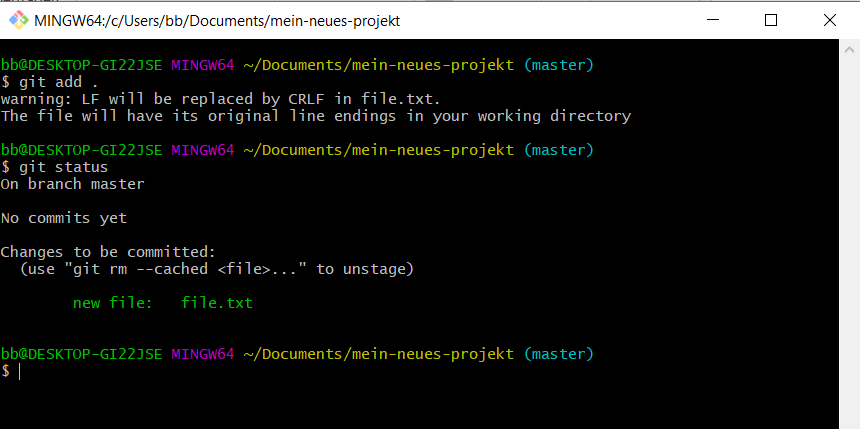 MINGW64:/c/Users/bb/Documents/mein-neues-projekt
bb@DESKTOP-GI22JSE MINGW64 ~/Documents/mein-neues-projekt (master)
$ git add .
warning: LF will be replaced by CRLF in file.txt.
The file will have its original line endings in your working directory
bb@DESKTOP-GI22JSE MINGW64 ~/Documents/mein-neues-projekt (master)
$ git status
On branch master
No commits yet
Changes to be committed:
  (use "git rm --cached <file>..." to unstage)
        new file:   file.txt
bb@DESKTOP-GI22JSE MINGW64 ~/Documents/mein-neues-projekt (master)
$